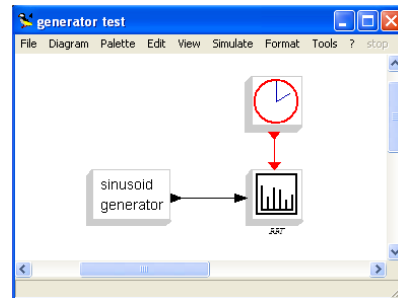 generator test
File Diagram Palette Edit View Simulate Format Tools ? stop
sinusoid
generator